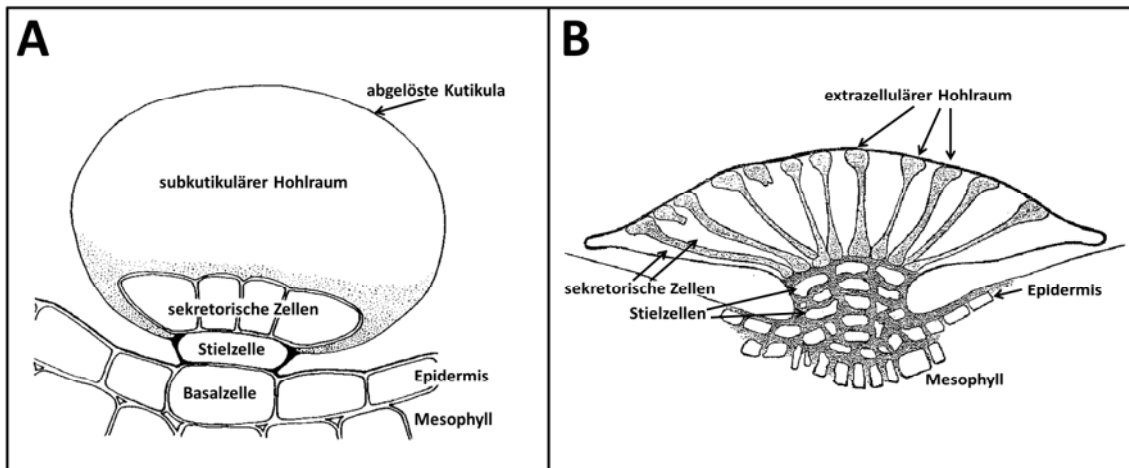 A
abgelöste Kutikula
subkutikulärer Hohlraum
sekretorische Zellen
Stielzelle
Basalzelle
Epidermis
Mesophyll
B
extrazellulärer Hohlraum
sekretorische Zellen
Stielzellen
Epidermis
Mesophyll